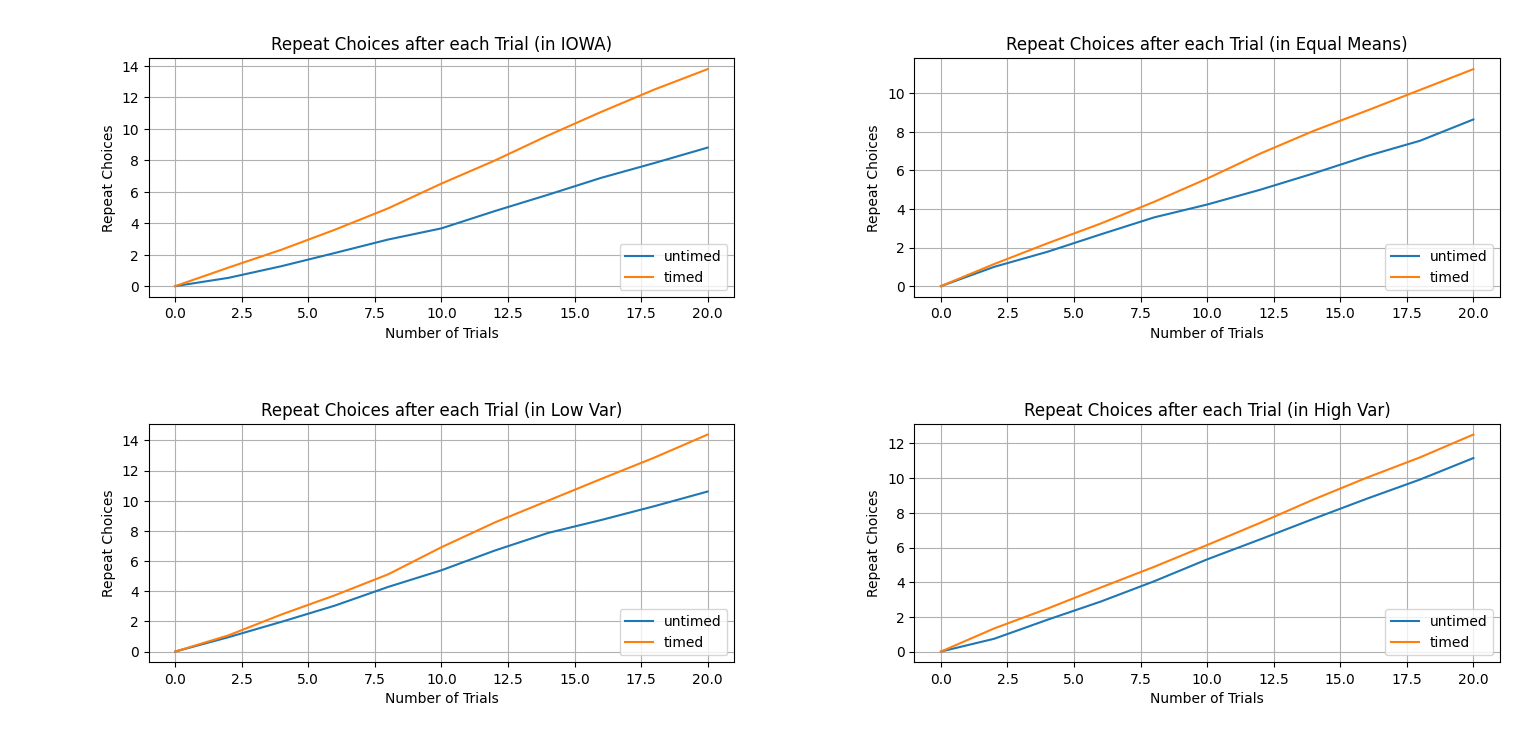 Repeat Choices after each Trial (in IOWA)
Repeat Choices
14
12
10
8
6
4
2
0
untimed
timed
0.0 2.5 5.0 7.5 10.0 12.5 15.0 17.5 20.0
Number of Trials
Repeat Choices after each Trial (in Equal Means)
Repeat Choices
10
8
6
4
2
0
untimed
timed
0.0 2.5 5.0 7.5 10.0 12.5 15.0 17.5 20.0
Number of Trials
Repeat Choices after each Trial (in Low Var)
Repeat Choices
14
12
10
8
6
4
2
0
untimed
timed
0.0 2.5 5.0 7.5 10.0 12.5 15.0 17.5 20.0
Number of Trials
Repeat Choices after each Trial (in High Var)
Repeat Choices
12
10
8
6
4
2
0
untimed
timed
0.0 2.5 5.0 7.5 10.0 12.5 15.0 17.5 20.0
Number of Trials